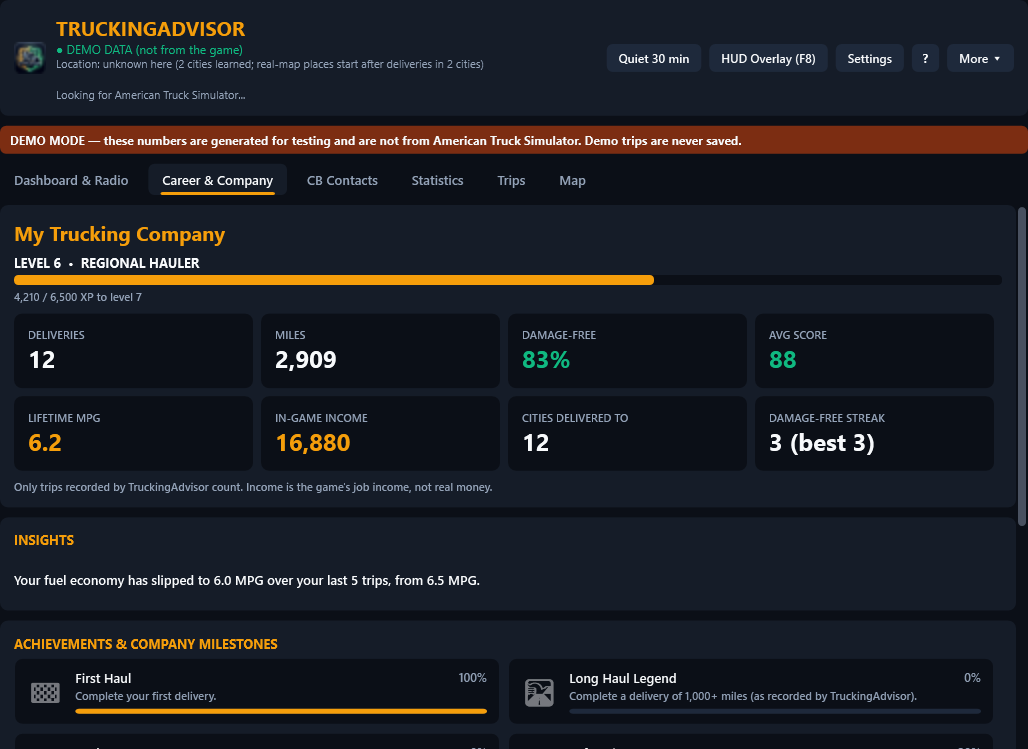 TRUCKINGADVISOR
● DEMO DATA (not from the game)
Location: unknown here (2 cities learned; real-map places start after deliveries in 2 cities)
Looking for American Truck Simulator...
Quiet 30 min
HUD Overlay (F8)
Settings
?
More ▾
DEMO MODE — these numbers are generated for testing and are not from American Truck Simulator. Demo trips are never saved.
Dashboard & Radio
Career & Company
CB Contacts
Statistics
Trips
Map
My Trucking Company
LEVEL 6 • REGIONAL HAULER
4,210 / 6,500 XP to level 7
DELIVERIES
12
MILES
2,909
DAMAGE-FREE
83%
AVG SCORE
88
LIFETIME MPG
6.2
IN-GAME INCOME
16,880
CITIES DELIVERED TO
12
DAMAGE-FREE STREAK
3 (best 3)
Only trips recorded by TruckingAdvisor count. Income is the game's job income, not real money.
INSIGHTS
Your fuel economy has slipped to 6.0 MPG over your last 5 trips, from 6.5 MPG.
ACHIEVEMENTS & COMPANY MILESTONES
First Haul
100%
Complete your first delivery.
Long Haul Legend
0%
Complete a delivery of 1,000+ miles (as recorded by TruckingAdvisor).